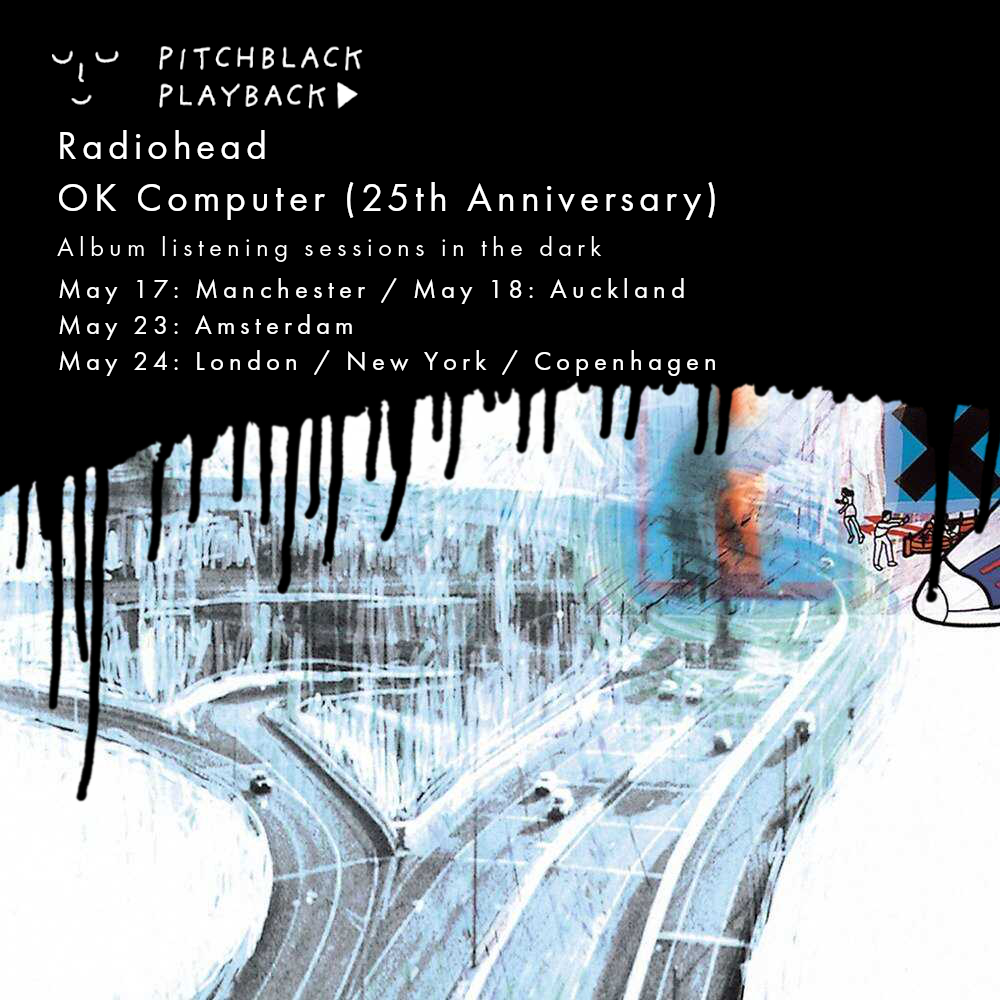 PITCHBLACK
PLAYBACK
Radiohead
OK Computer (25th Anniversary)
Album listening sessions in the dark
May 17: Manchester / May 18: Auckland
May 23: Amsterdam
May 24: London / New York / Copenhagen